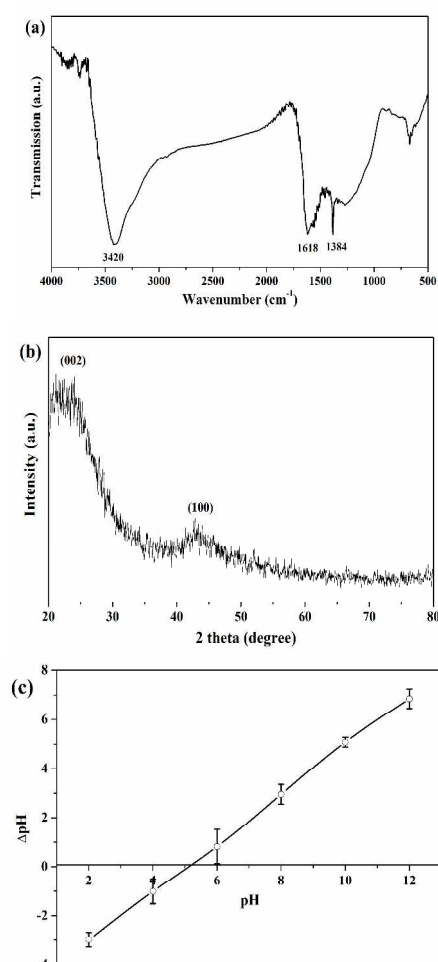 (a)
Transmission (a.u.)
3420
1618
1384
4000 3500 3000 2500 2000 1500 1000 500
Wavenumber (cm⁻¹)
(b)
(002)
(100)
Intensity (a.u.)
20 30 40 50 60 70 80
2 theta (degree)
(c)
8
6
4
2
0
-2
-4
ΔpH
2 4 6 8 10 12
pH